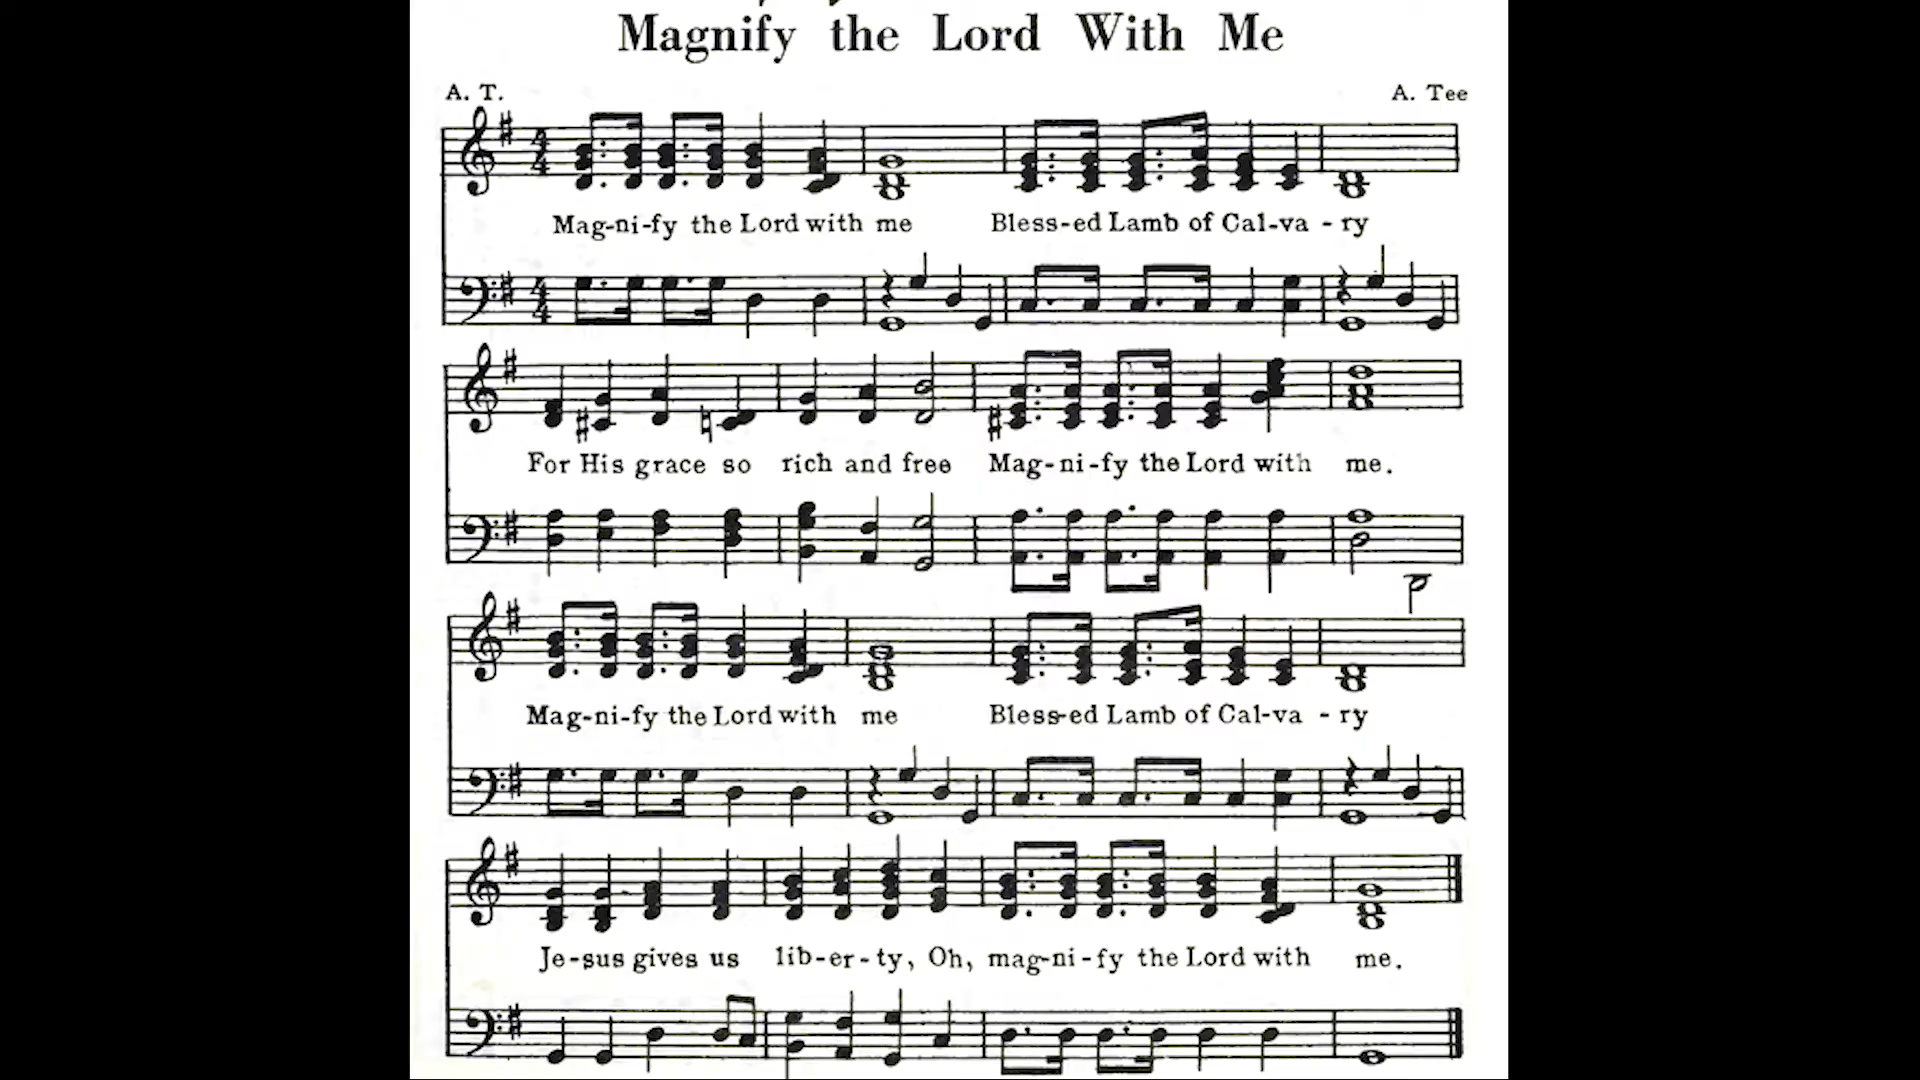 Magnify the Lord With Me
A. T. A. Tee
Mag-ni-fy the Lord with me Bless-ed Lamb of Cal-va-ry
For His grace so rich and free Mag-ni-fy the Lord with me.
Mag-ni-fy the Lord with me Bless-ed Lamb of Cal-va-ry
Je-sus gives us lib-er-ty, Oh, mag-ni-fy the Lord with me.